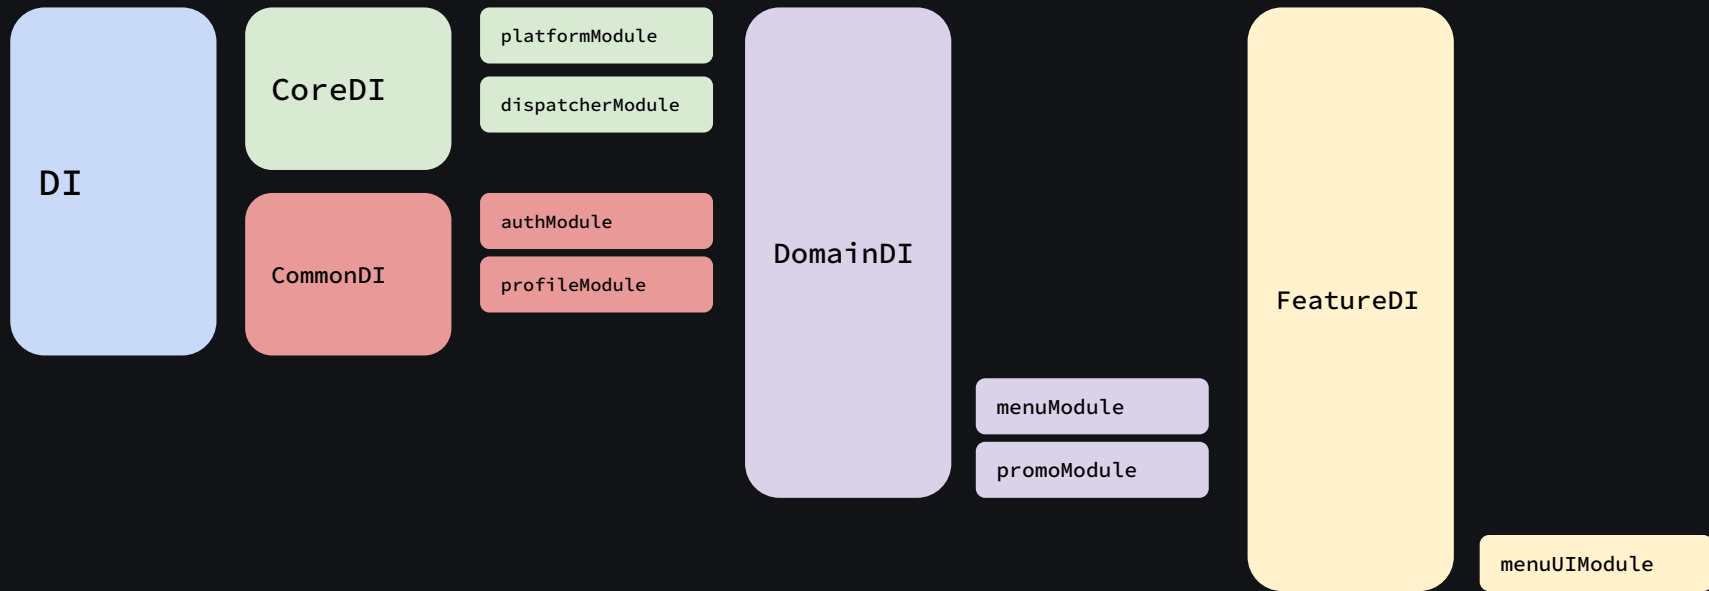 DI
CoreDI
platformModule
dispatcherModule
CommonDI
authModule
profileModule
DomainDI
menuModule
promoModule
FeatureDI
menuUIModule